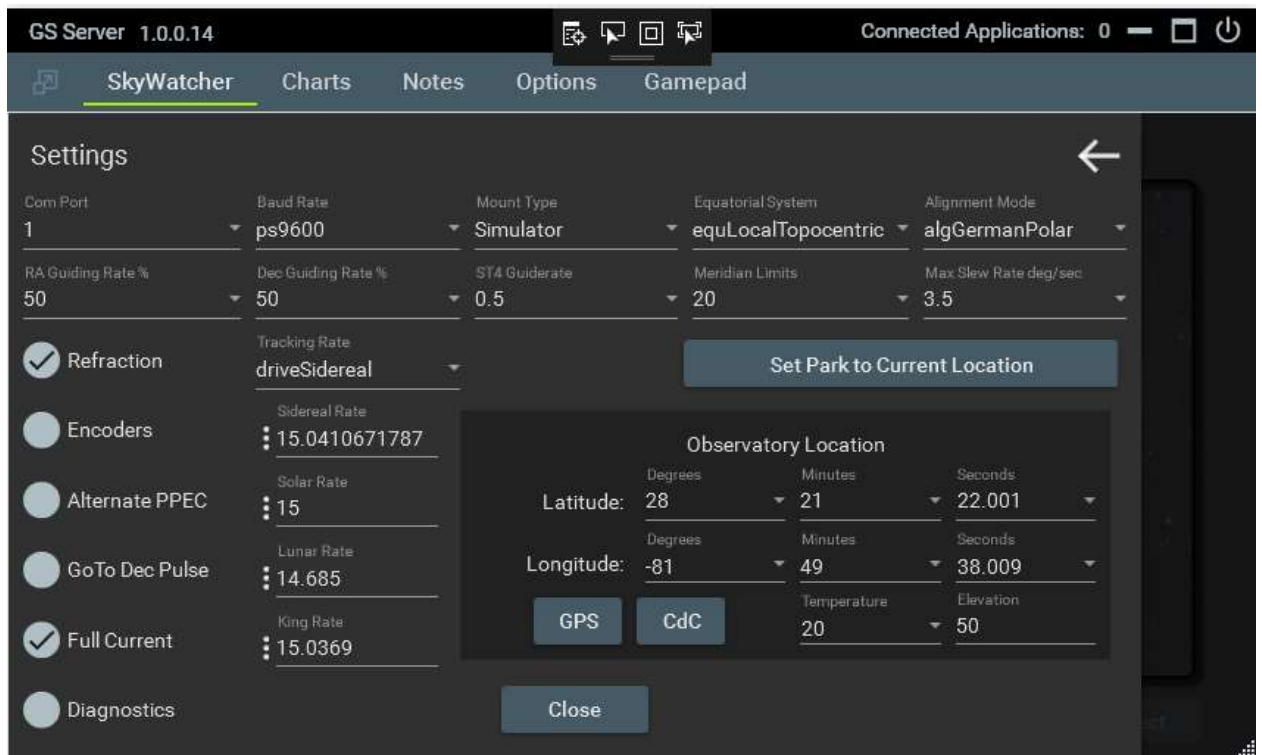 GS Server 1.0.0.14 Connected Applications: 0
SkyWatcher Charts Notes Options Gamepad
Settings
Com Port Baud Rate Mount Type Equatorial System Alignment Mode
1 ps9600 Simulator equLocalTopocentric algGermanPolar
RA Guiding Rate % Dec Guiding Rate % ST4 Guiderate Meridian Limits Max Slew Rate deg/sec
50 50 0.5 20 3.5
Refraction
Tracking Rate
driveSidereal
Set Park to Current Location
Encoders
Sidereal Rate
15.0410671787
Observatory Location
Alternate PPEC
Solar Rate
15
Degrees Minutes Seconds
Latitude: 28 21 22.001
GoTo Dec Pulse
Lunar Rate
14.685
Degrees Minutes Seconds
Longitude: -81 49 38.009
Full Current
King Rate
15.0369
GPS CdC
Temperature Elevation
20 50
Diagnostics
Close